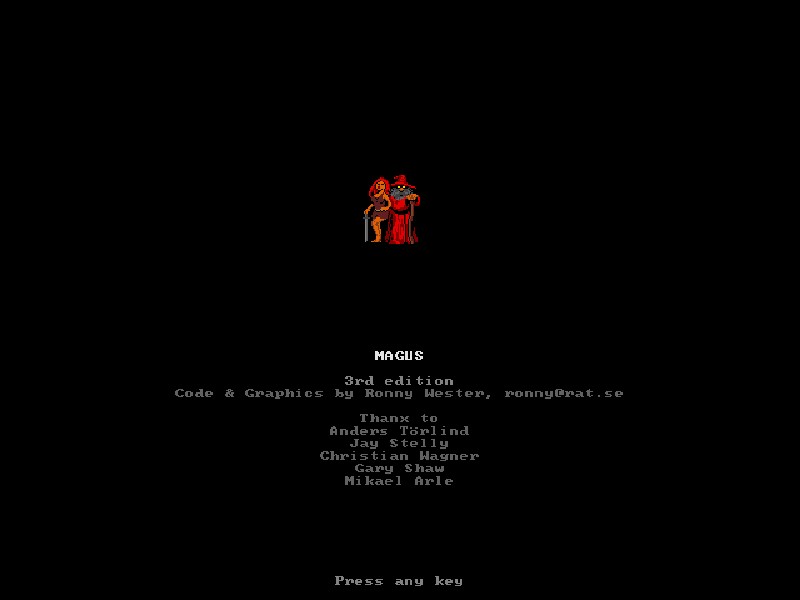 MAGUS
3rd edition
Code & Graphics by Ronny Wester, ronny@rat.se
Thanx to
Anders Törlind
Jay Stelly
Christian Wagner
Gary Shaw
Mikael Arle
Press any key